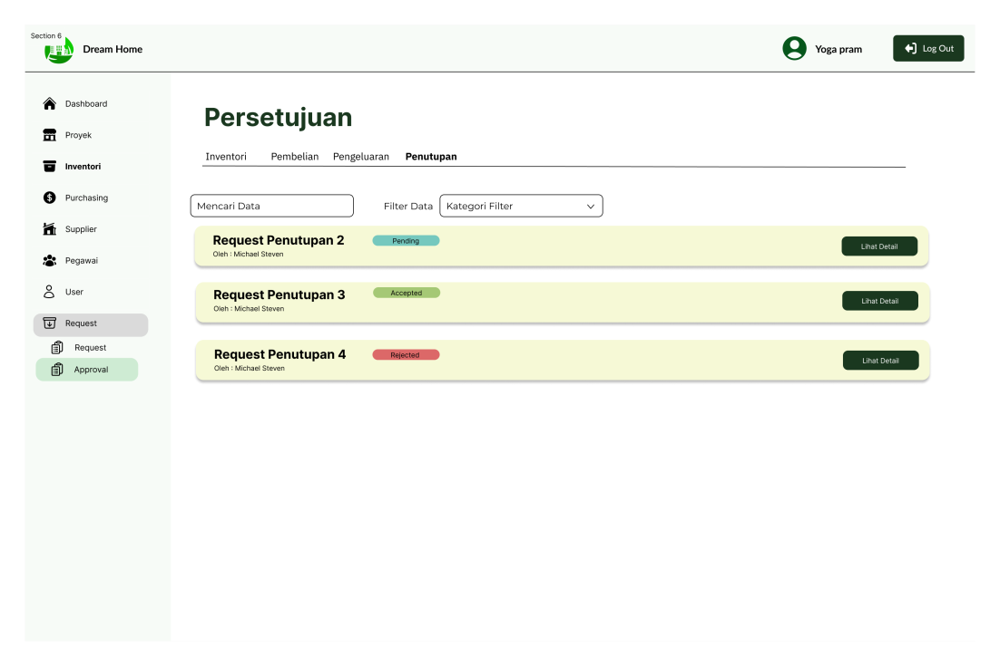 Section 6
Dream Home
Yoga pram
Log Out
Dashboard
Proyek
Inventori
Purchasing
Supplier
Pegawai
User
Request
Request
Approval
Persetujuan
Inventori Pembelian Pengeluaran Penutupan
Mencari Data Filter Data Kategori Filter
Request Penutupan 2 Pending
Oleh : Michael Steven
Lihat Detail
Request Penutupan 3 Accepted
Oleh : Michael Steven
Lihat Detail
Request Penutupan 4 Rejected
Oleh : Michael Steven
Lihat Detail